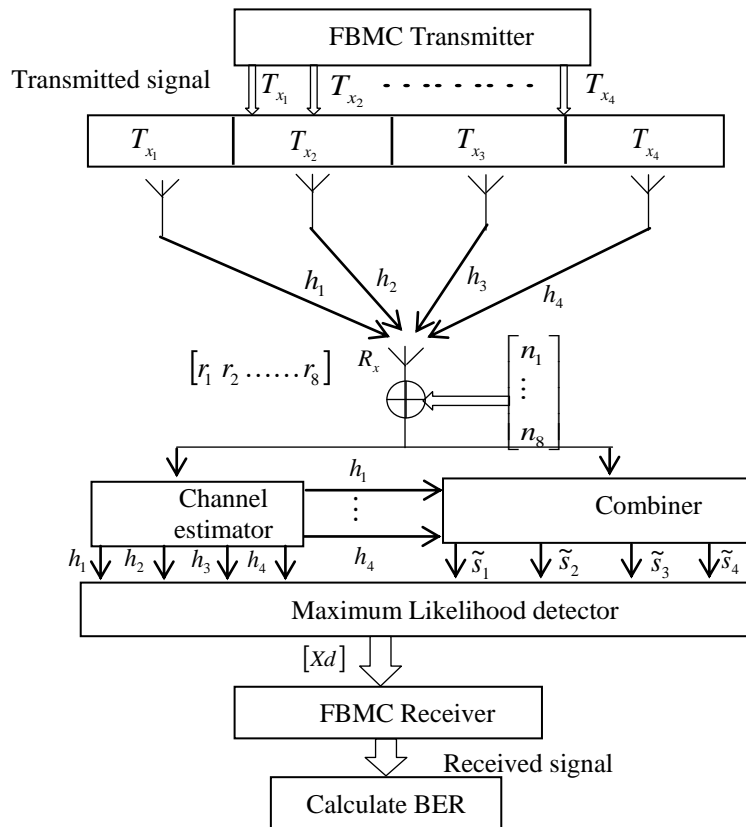 FBMC Transmitter
Transmitted signal
T_{x_1} T_{x_2} - - - - - - - - - T_{x_4}
T_{x_1} T_{x_2} T_{x_3} T_{x_4}
h_1 h_2 h_3 h_4
[r_1 r_2 ......r_8] R_x
n_1
⋮
n_8
h_1
⋮
h_4
Channel
estimator
Combiner
h_1 h_2 h_3 h_4 s̃_1 s̃_2 s̃_3 s̃_4
Maximum Likelihood detector
[Xd]
FBMC Receiver
Received signal
Calculate BER